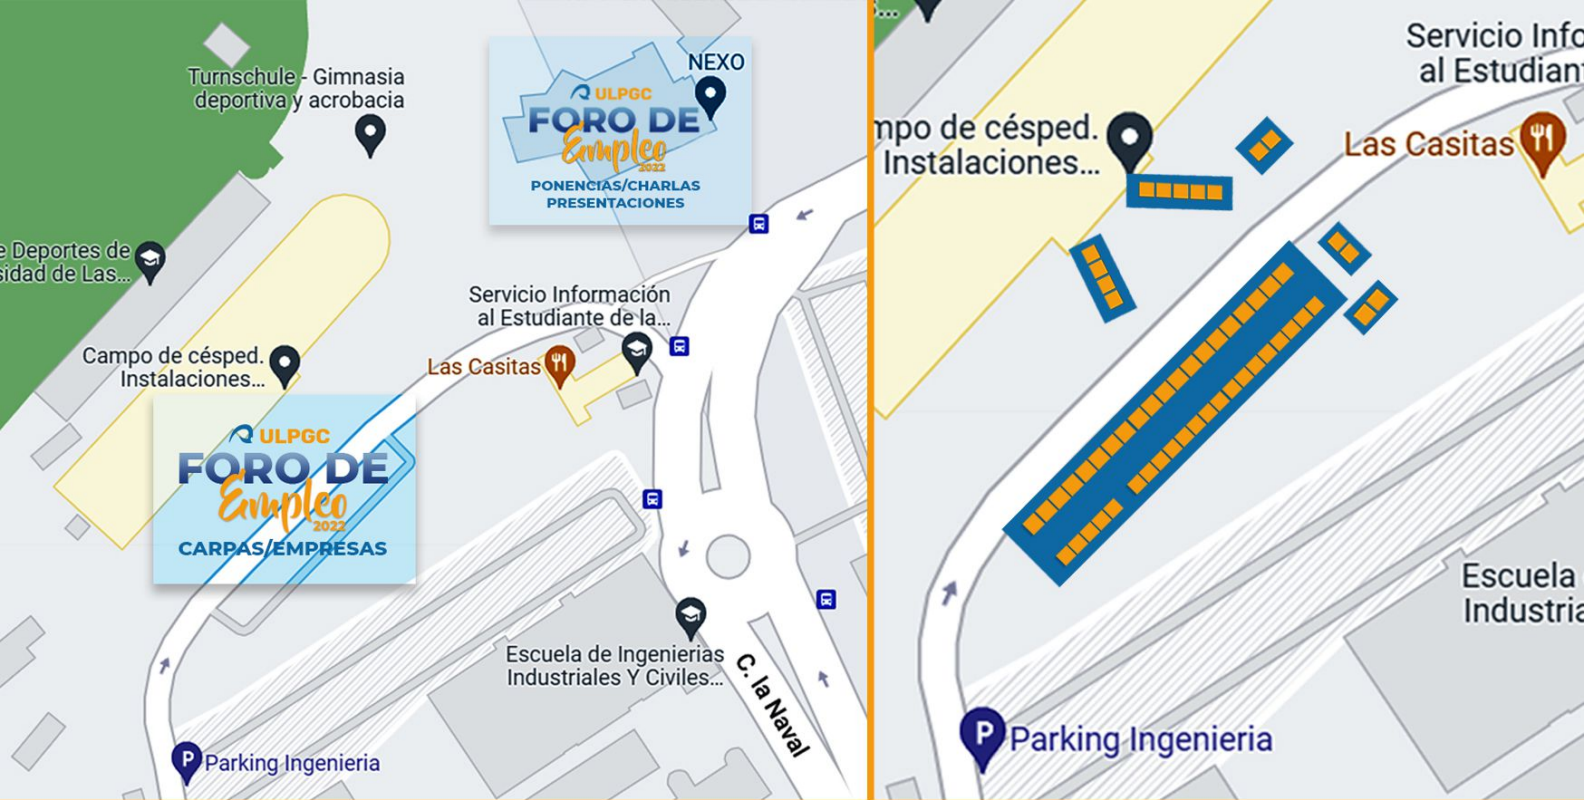 Turnschule - Gimnasia
deportiva y acrobacia
NEXO
ULPGC
FORO DE
Empleo
2022
PONENCIAS/CHARLAS
PRESENTACIONES
e Deportes de
sidad de Las...
Servicio Información
al Estudiante de la...
Campo de césped.
Instalaciones...
Las Casitas
ULPGC
FORO DE
Empleo
2022
CARPAS/EMPRESAS
Escuela de Ingenierias
Industriales Y Civiles...
C. la Naval
P
Parking Ingenieria
s...
Servicio Info
al Estudiant
mpo de césped.
Instalaciones...
Las Casitas
Escuela
Industria
P
Parking Ingenieria